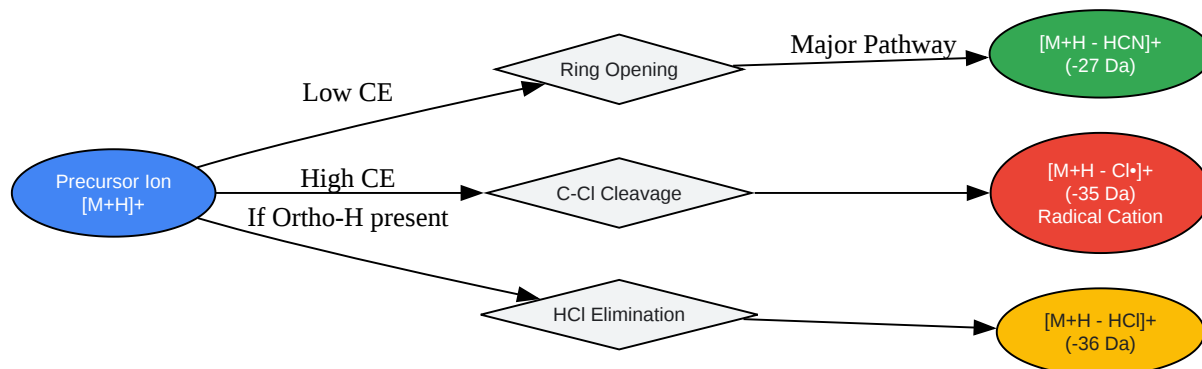 Precursor Ion
[M+H]+
Low CE
High CE
If Ortho-H present
Ring Opening
C-Cl Cleavage
HCl Elimination
Major Pathway
[M+H - HCN]+
(-27 Da)
[M+H - Cl•]+
(-35 Da)
Radical Cation
[M+H - HCl]+
(-36 Da)